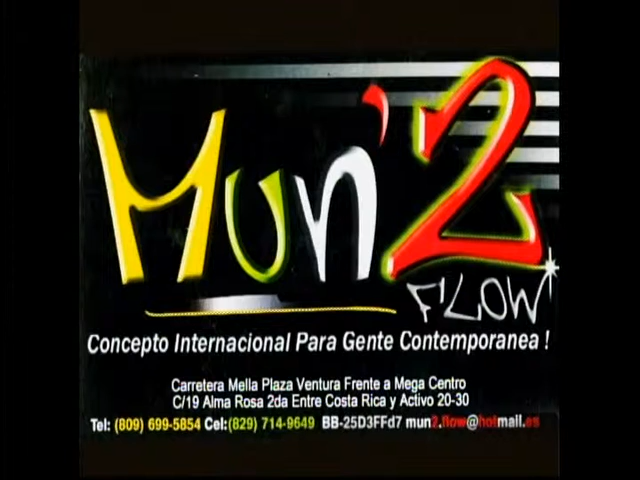 Mun'2
FLOW
Concepto Internacional Para Gente Contemporanea !
Carretera Mella Plaza Ventura Frente a Mega Centro
C/19 Alma Rosa 2da Entre Costa Rica y Activo 20-30
Tel: (809) 699-5854 Cel:(829) 714-9649 BB-25D3FFd7 mun2.flow@hotmail.es